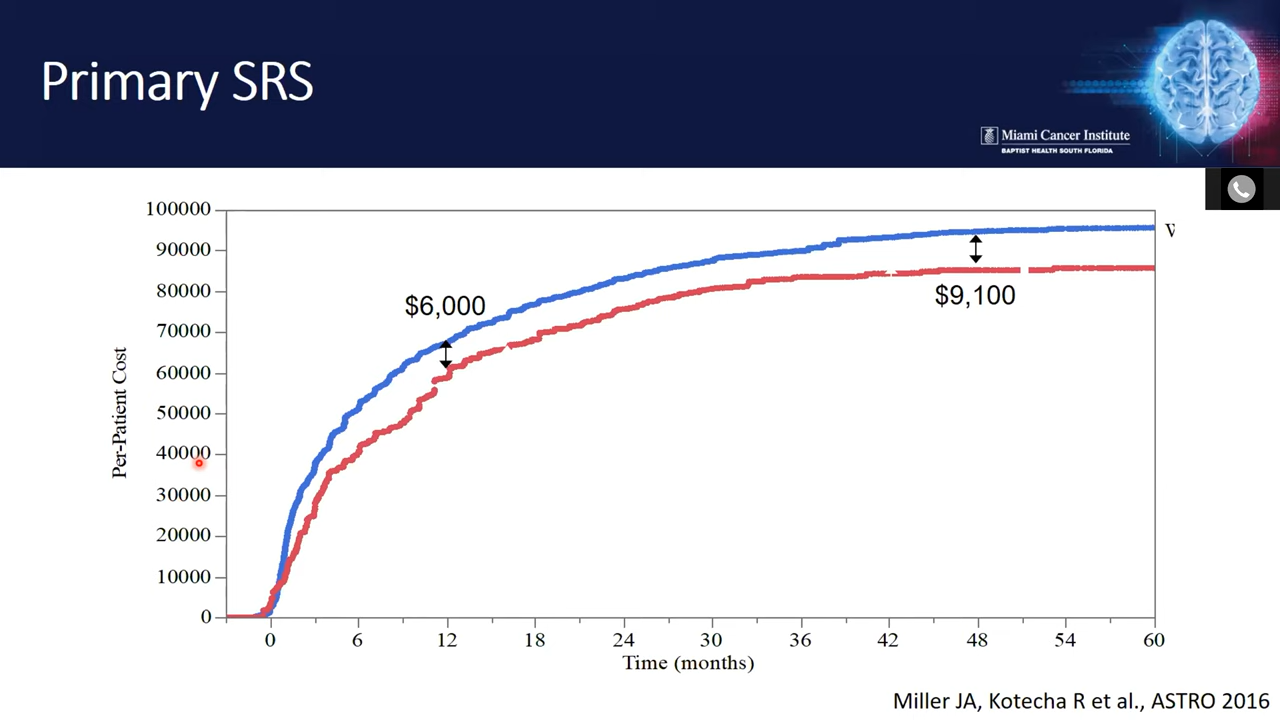 Primary SRS
Miami Cancer Institute
BAPTIST HEALTH SOUTH FLORIDA
100000
90000
80000
70000
60000
50000
40000
30000
20000
10000
0
Per-Patient Cost
$6,000
$9,100
0 6 12 18 24 30 36 42 48 54 60
Time (months)
Miller JA, Kotecha R et al., ASTRO 2016